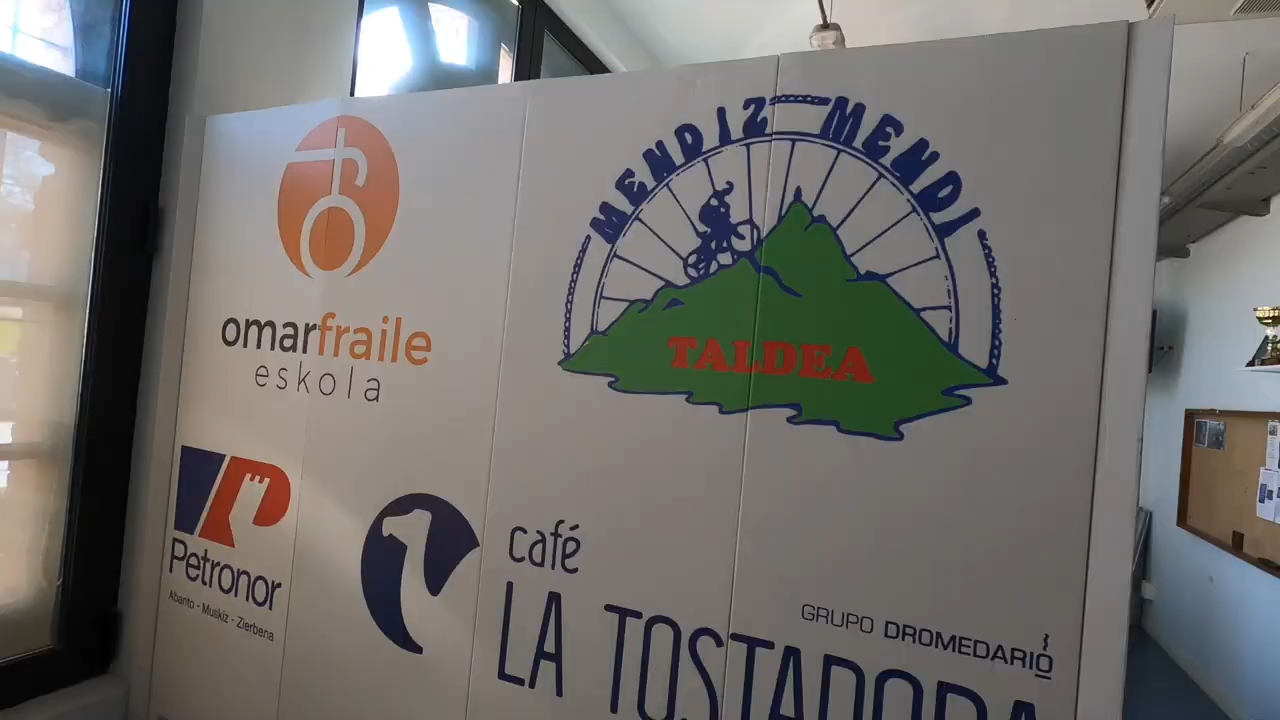 MENDIZ MENDI
TALDEA
omarfraile
eskola
Petronor
Abanto - Muskiz - Zierbena
café
LA TOSTADORA
GRUPO DROMEDARIO